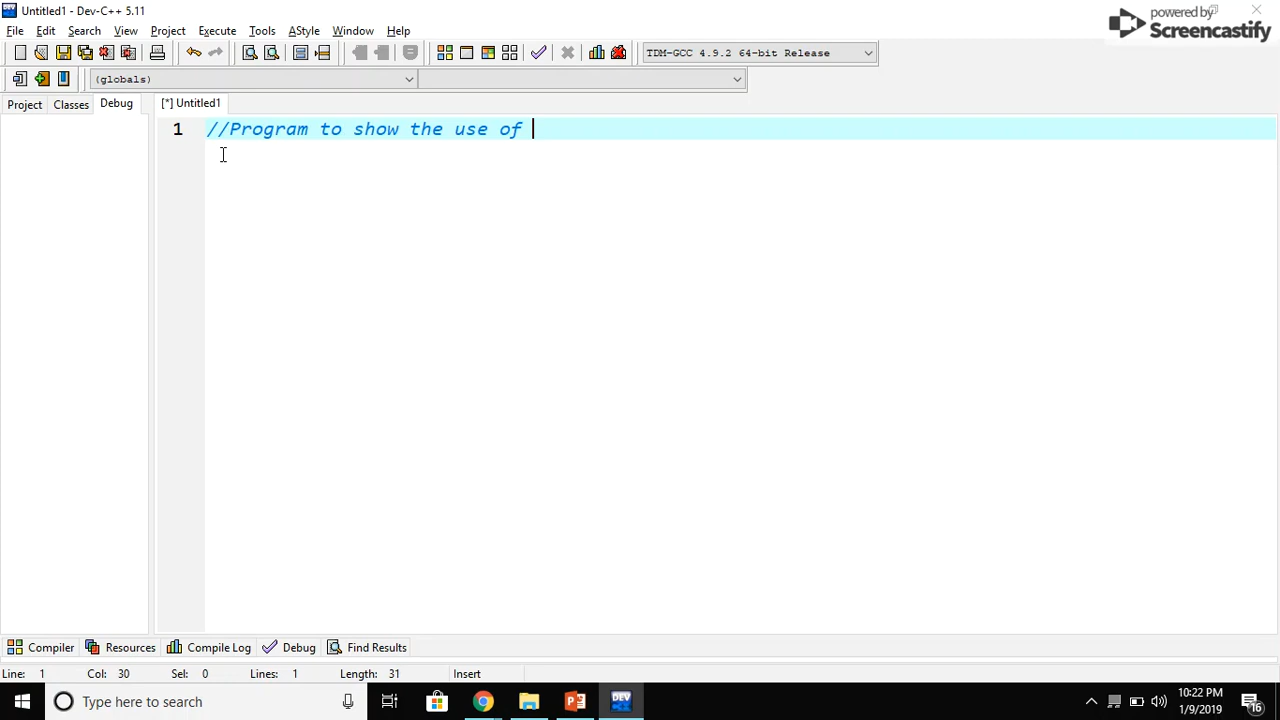 Untitled1 - Dev-C++ 5.11
powered by
Screencastify
File Edit Search View Project Execute Tools AStyle Window Help
TDM-GCC 4.9.2 64-bit Release
(globals)
Project Classes Debug [*] Untitled1
1 //Program to show the use of
Compiler Resources Compile Log Debug Find Results
Line: 1 Col: 30 Sel: 0 Lines: 1 Length: 31 Insert
Type here to search
DEV
10:22 PM
1/9/2019
16